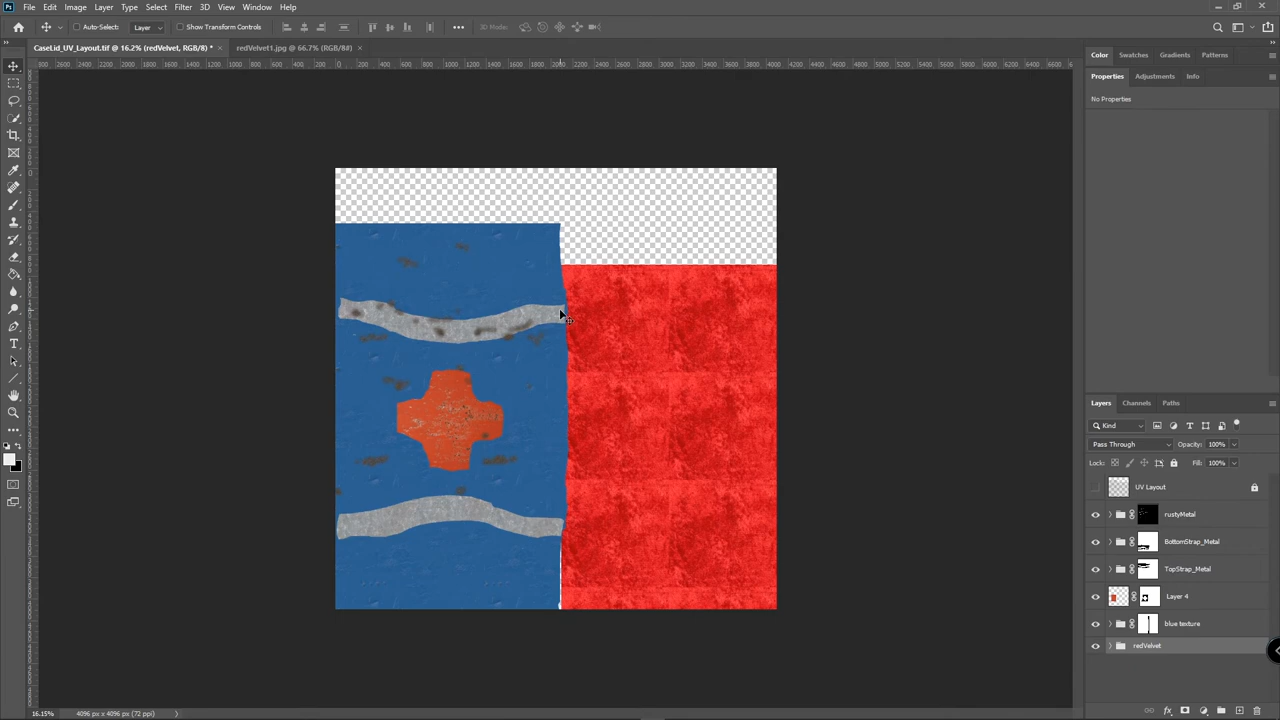 Ps File Edit Image Layer Type Select Filter 3D View Window Help
Auto-Select: Layer Show Transform Controls 3D Mode:
CaseLid_UV_Layout.tif @ 16.2% (redVelvet, RGB/8) * × redVelvet1.jpg @ 66.7% (RGB/8#) ×
Color Swatches Gradients Patterns
Properties Adjustments Info
No Properties
Layers Channels Paths
Kind
Pass Through Opacity: 100%
Lock: Fill: 100%
UV Layout
rustyMetal
BottomStrap_Metal
TopStrap_Metal
Layer 4
blue texture
redVelvet
16.15% 4096 px x 4096 px (72 ppi)